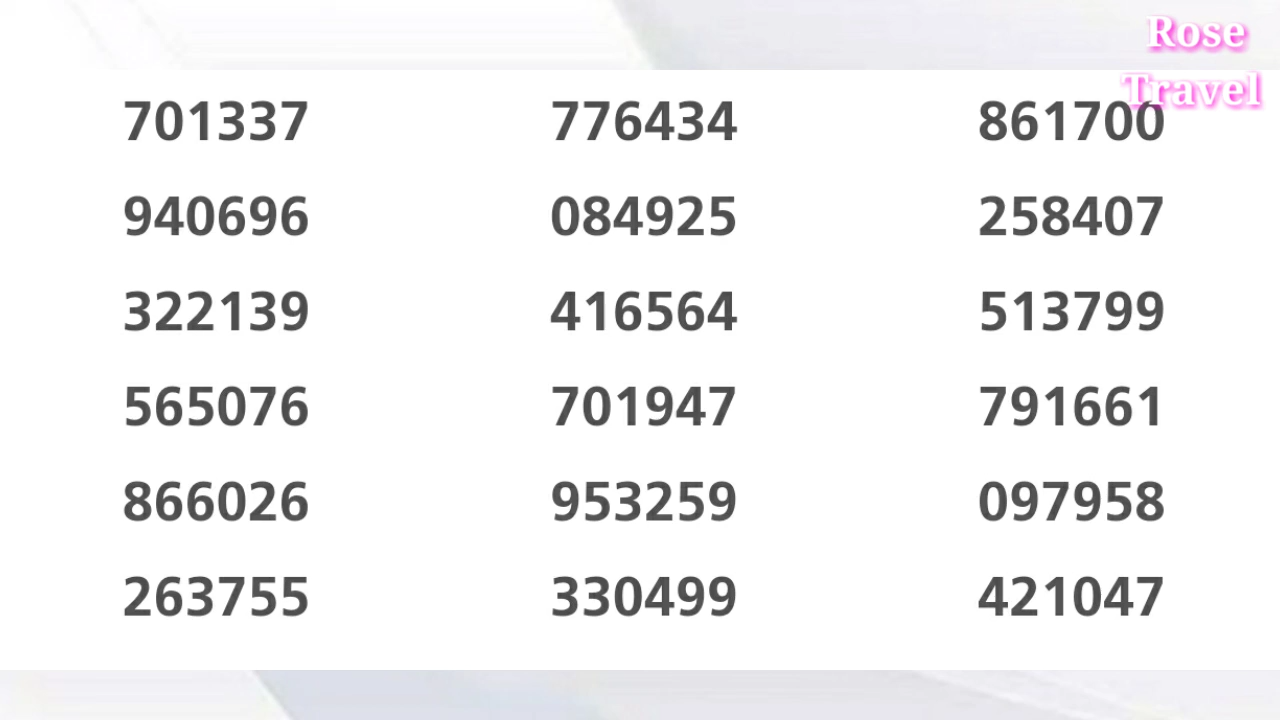 Rose
Travel
701337 776434 861700
940696 084925 258407
322139 416564 513799
565076 701947 791661
866026 953259 097958
263755 330499 421047